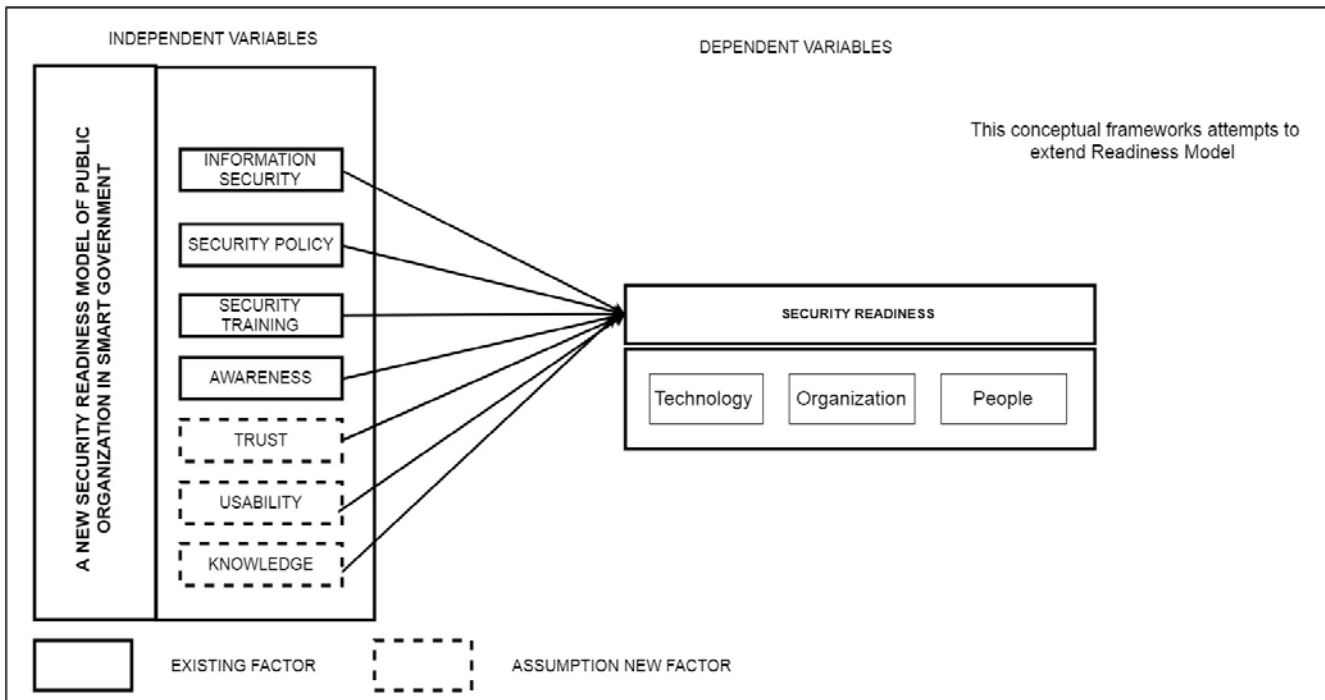 INDEPENDENT VARIABLES
DEPENDENT VARIABLES
A NEW SECURITY READINESS MODEL OF PUBLIC
ORGANIZATION IN SMART GOVERNMENT
This conceptual frameworks attempts to
extend Readiness Model
INFORMATION
SECURITY
SECURITY POLICY
SECURITY
TRAINING
AWARENESS
TRUST
USABILITY
KNOWLEDGE
SECURITY READINESS
Technology
Organization
People
EXISTING FACTOR
ASSUMPTION NEW FACTOR